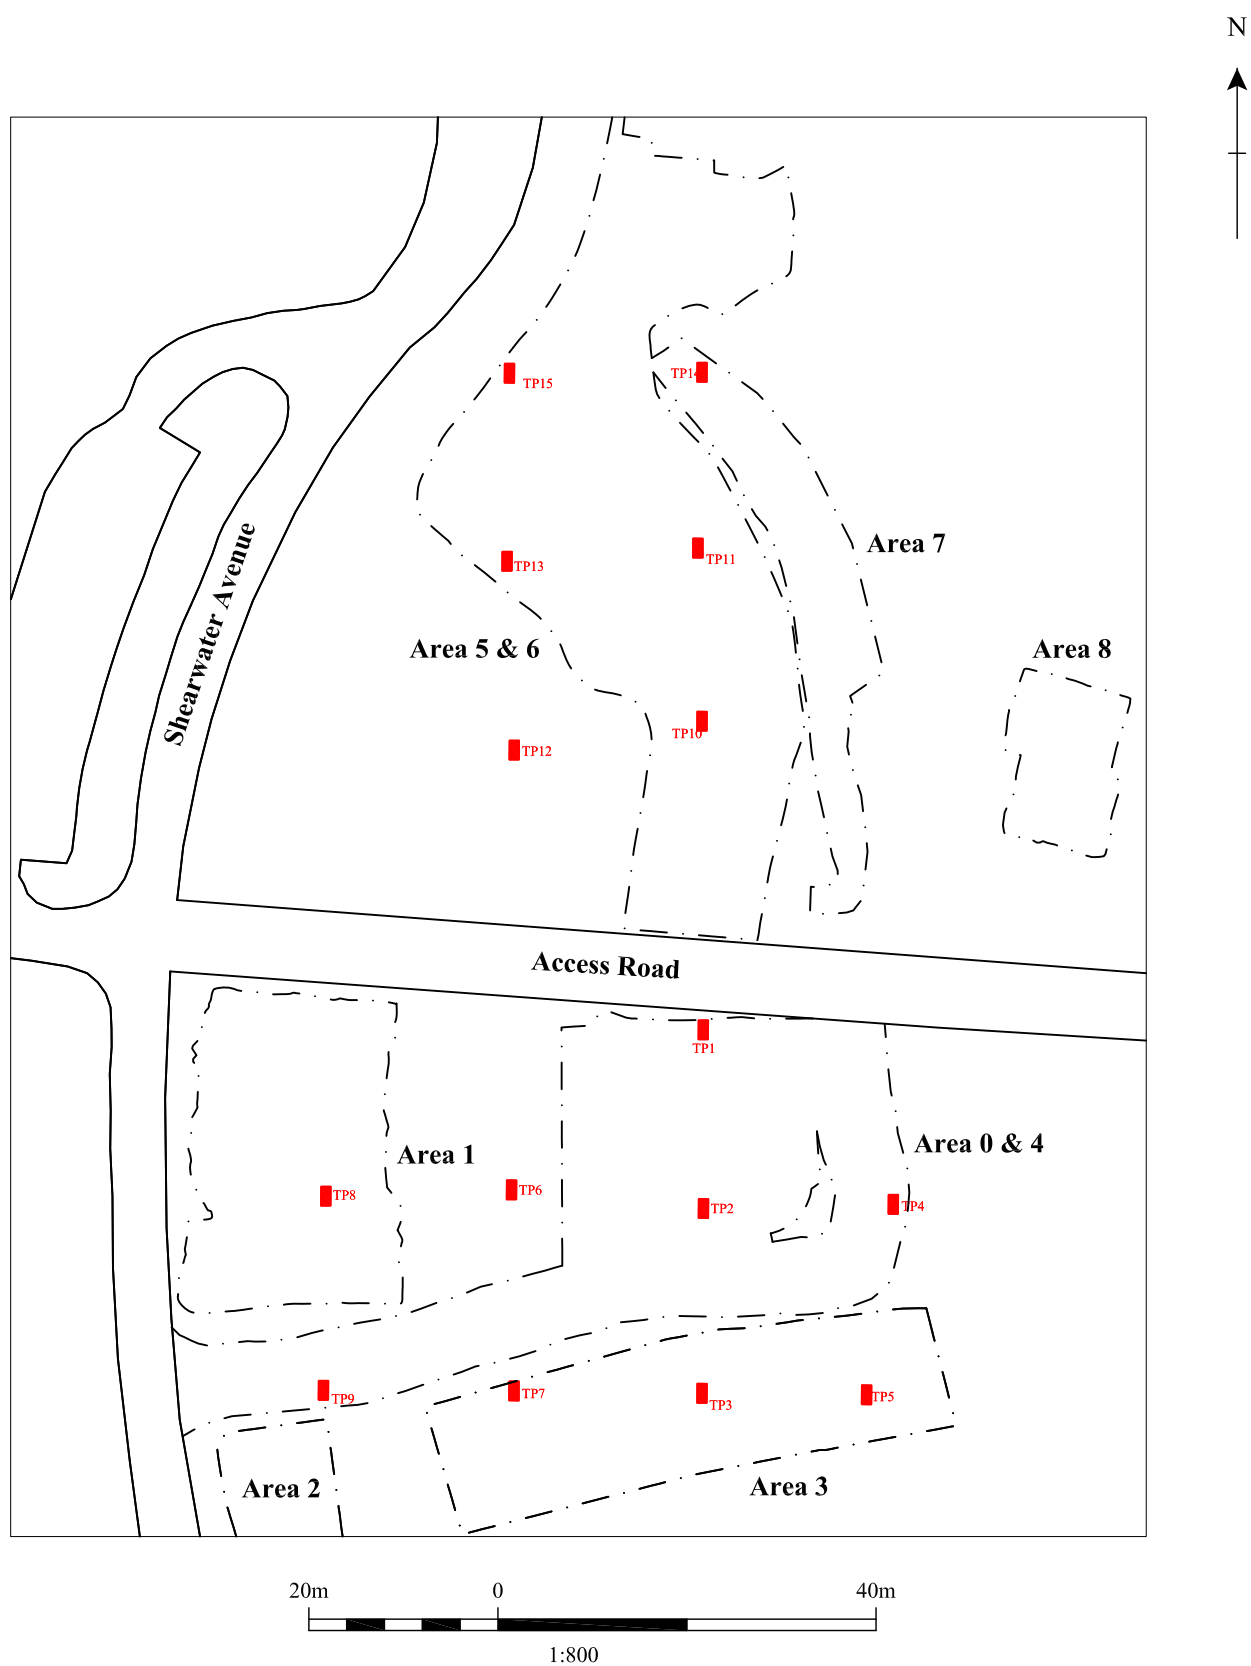 N
TP15
TP14
Area 7
TP13
TP11
Shearwater Avenue
Area 5 & 6
Area 8
TP10
TP12
Access Road
TP1
Area 1
Area 0 & 4
TP8
TP6
TP2
TP4
TP9
TP7
TP3
TP5
Area 2
Area 3
20m 0 40m
1:800